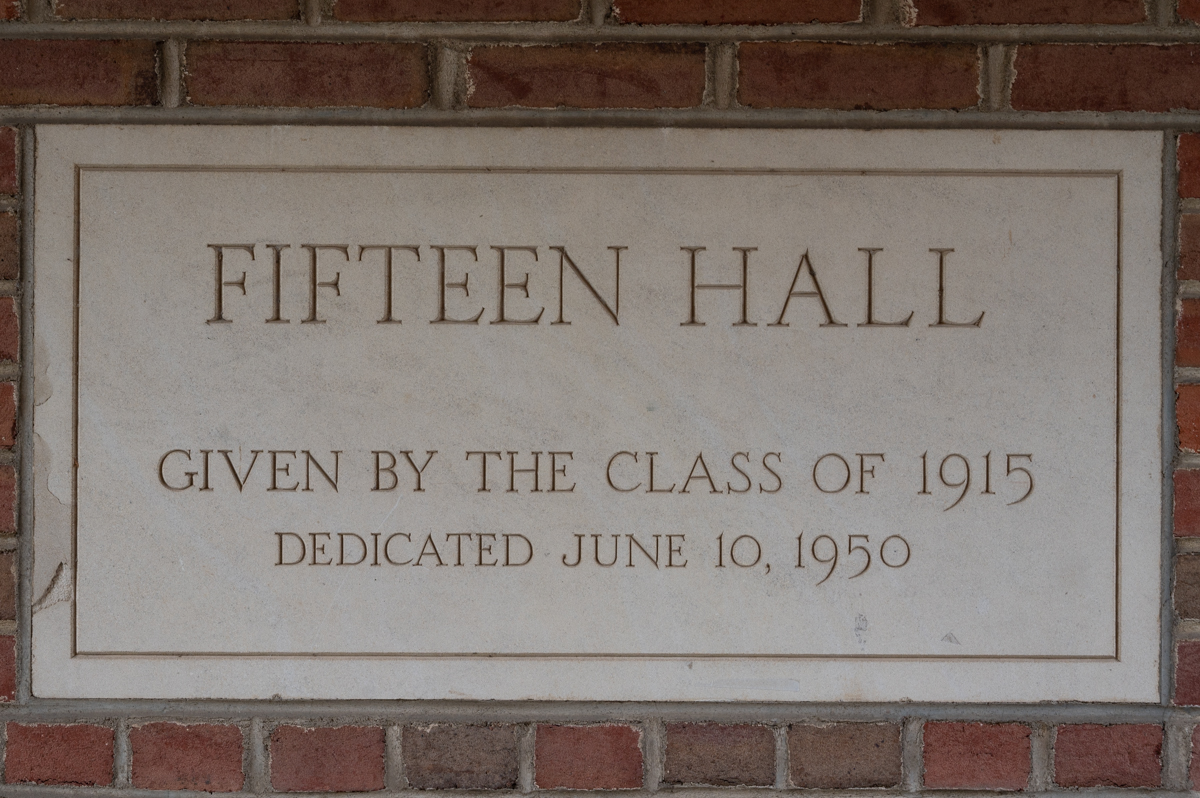 FIFTEEN HALL
GIVEN BY THE CLASS OF 1915
DEDICATED JUNE 10, 1950